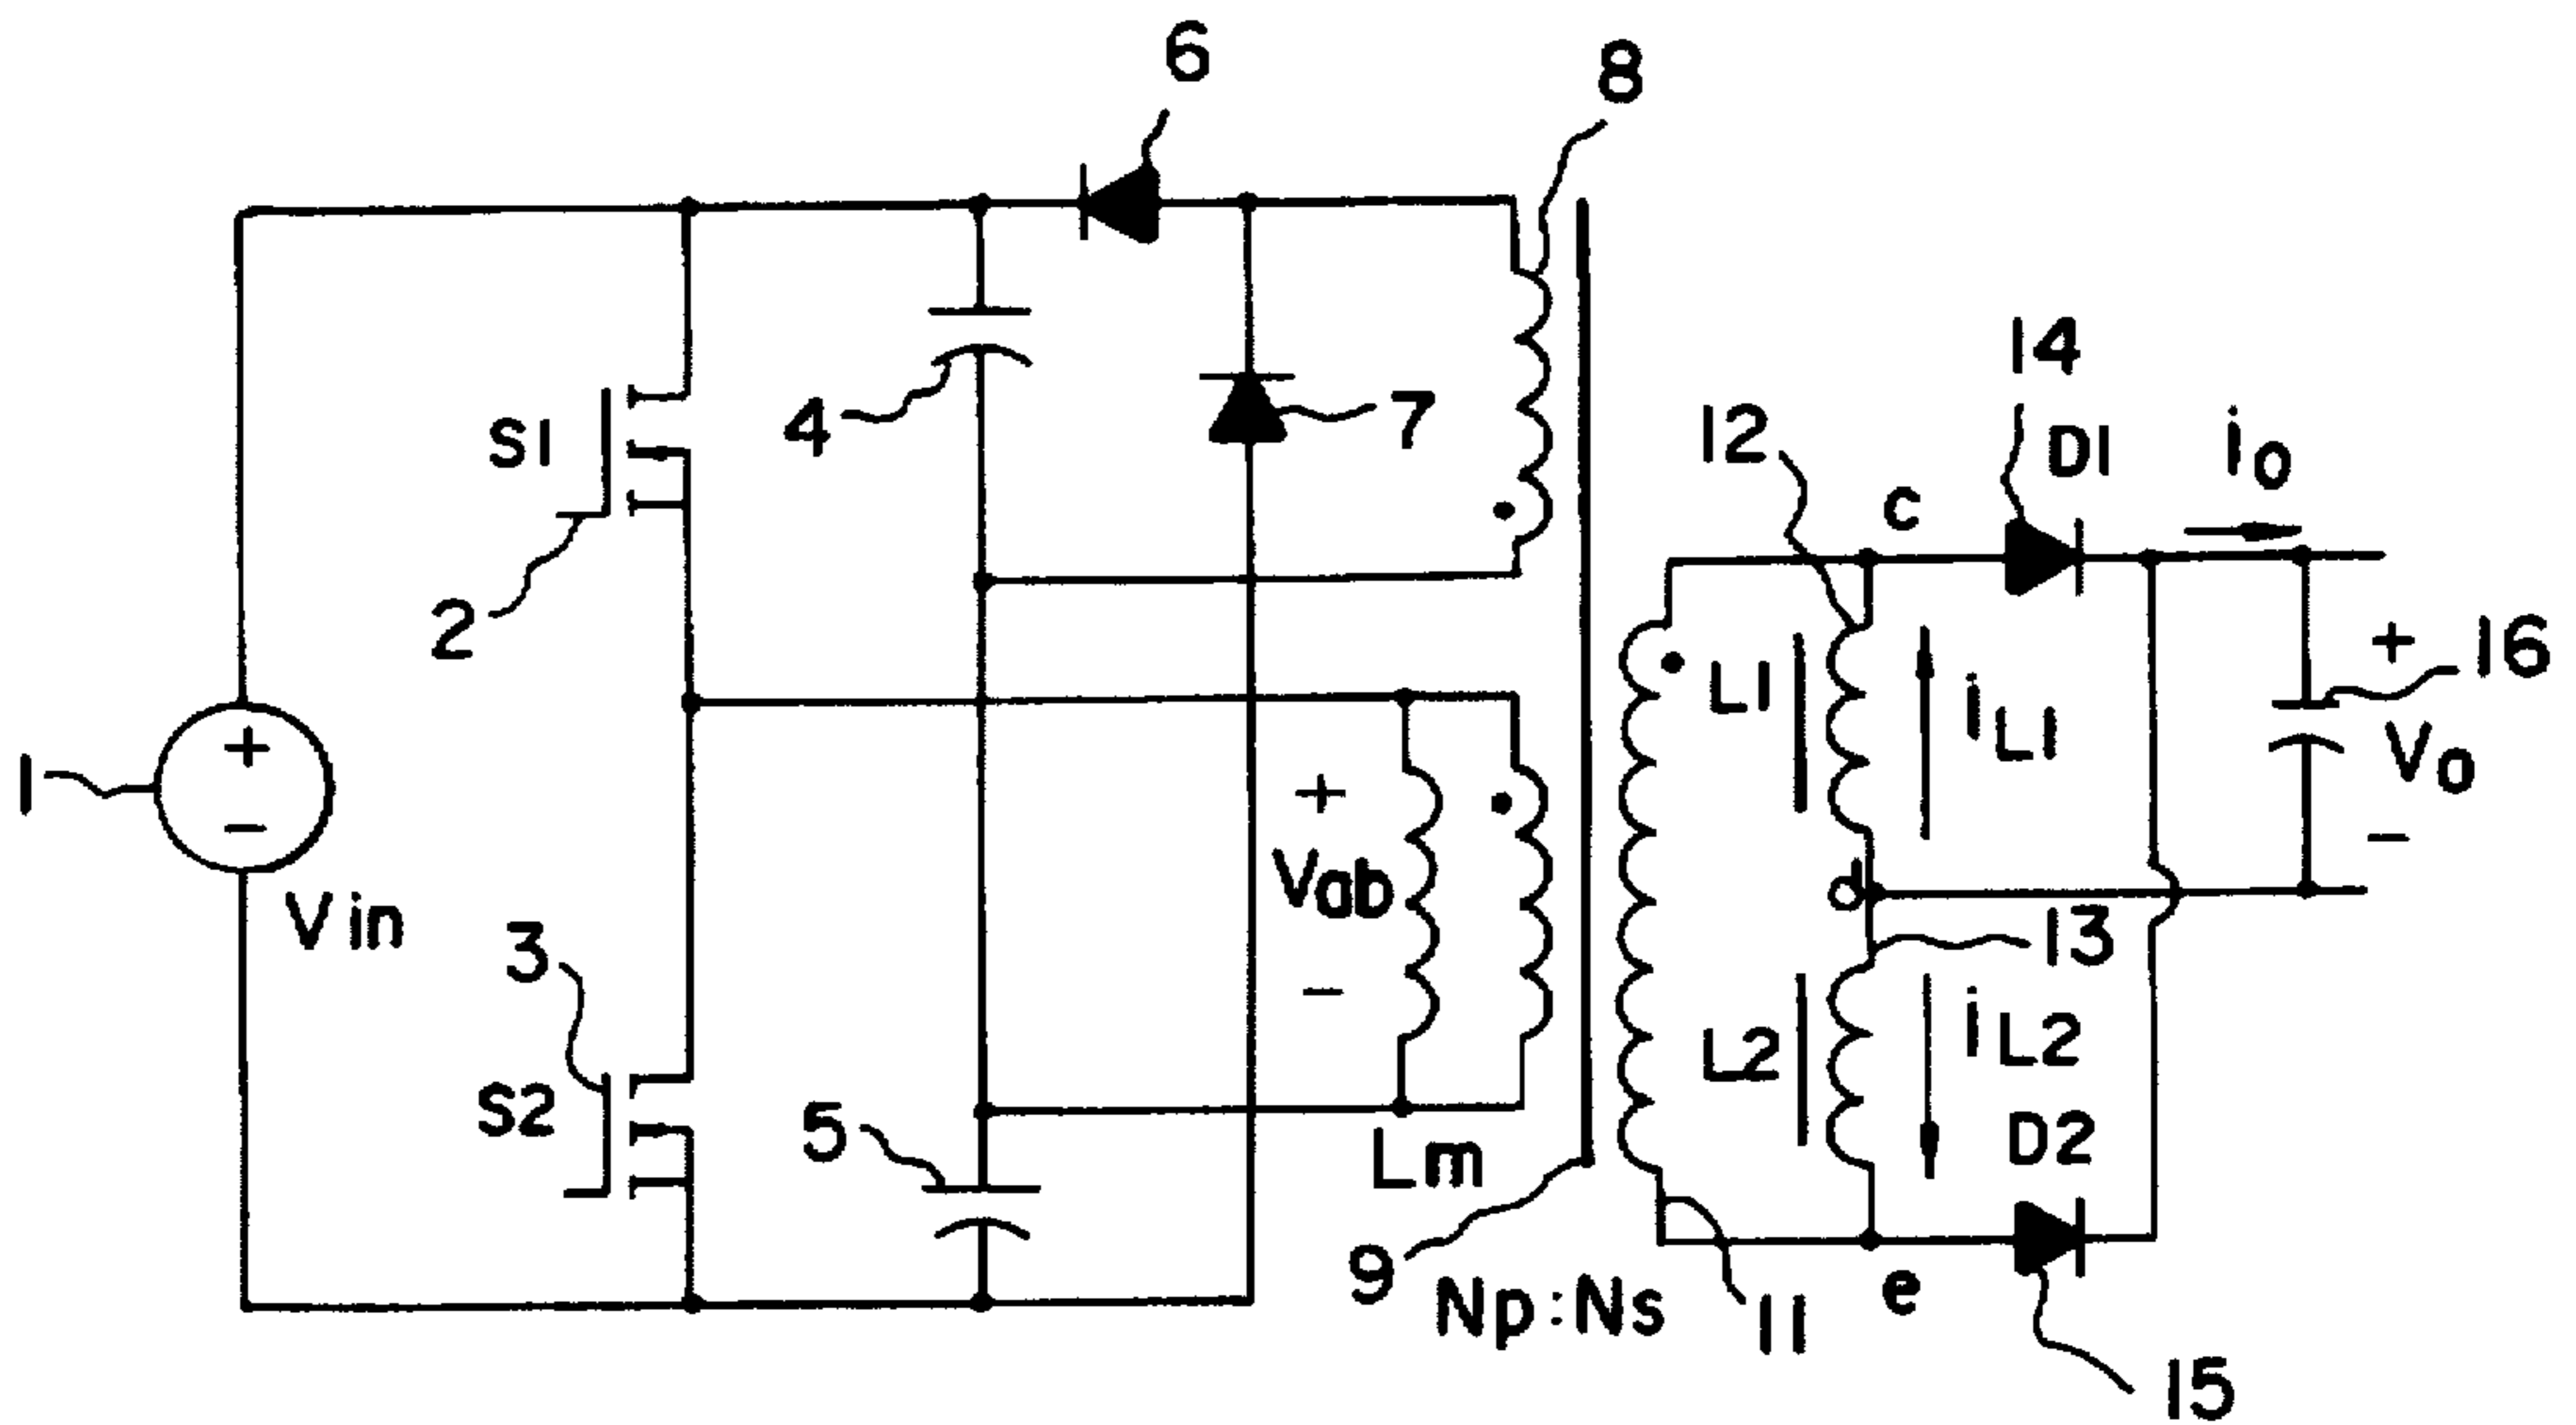 6
8
14
S1
4
7
12
D1
io
c
2
+
16
L1
iL1
+
1
+
Vo
−
−
Vab
d
Vin
3
13
−
iL2
L2
S2
5
D2
Lm
9
Np:Ns
e
11
15